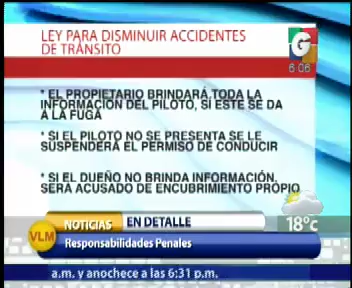 LEY PARA DISMINUIR ACCIDENTES
DE TRÁNSITO
G
6:06
* EL PROPIETARIO BRINDARÁ TODA LA
INFORMACIÓN DEL PILOTO, SI ESTE SE DA
A LA FUGA
* SI EL PILOTO NO SE PRESENTA SE LE
SUSPENDERÁ EL PERMISO DE CONDUCIR
* SI EL DUEÑO NO BRINDA INFORMACIÓN,
SERA ACUSADO DE ENCUBRIMIENTO PROPIO
VLM
NOTICIAS
EN DETALLE
18°C
Responsabilidades Penales
a.m. y anochece a las 6:31 p.m.